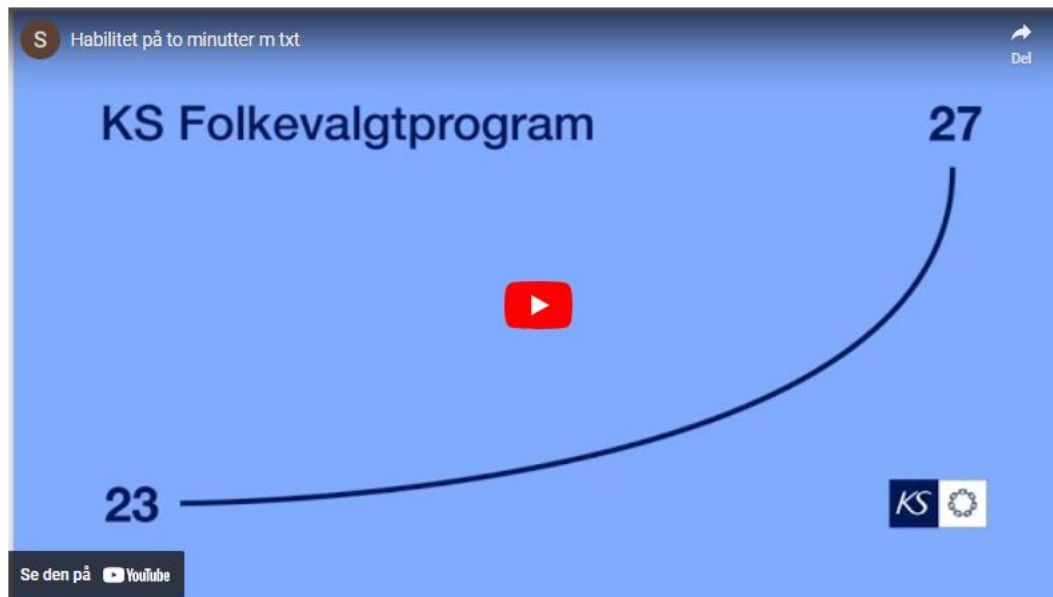 S Habilitet på to minutter m txt
Del
KS Folkevalgtprogram 27
23
KS
Se den på YouTube